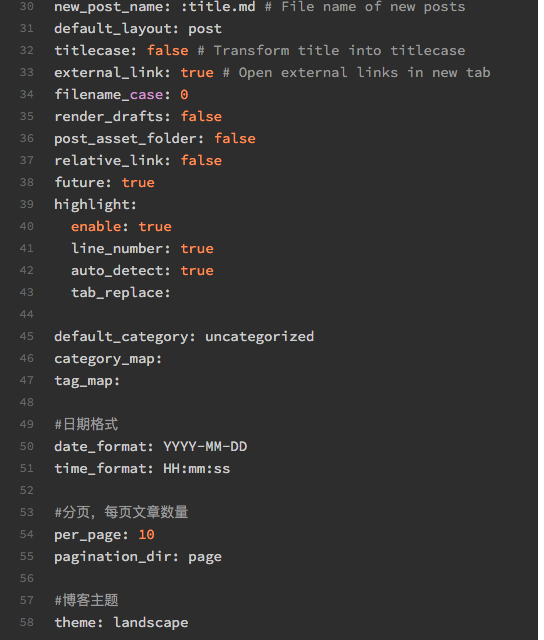 30 new_post_name: :title.md # File name of new posts
31 default_layout: post
32 titlecase: false # Transform title into titlecase
33 external_link: true # Open external links in new tab
34 filename_case: 0
35 render_drafts: false
36 post_asset_folder: false
37 relative_link: false
38 future: true
39 highlight:
40   enable: true
41   line_number: true
42   auto_detect: true
43   tab_replace:
44
45 default_category: uncategorized
46 category_map:
47 tag_map:
48
49 #日期格式
50 date_format: YYYY-MM-DD
51 time_format: HH:mm:ss
52
53 #分页，每页文章数量
54 per_page: 10
55 pagination_dir: page
56
57 #博客主题
58 theme: landscape